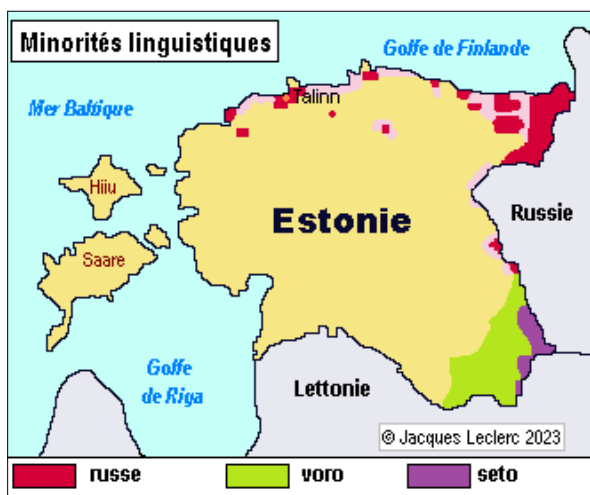 Minorités linguistiques
Golfe de Finlande
Mer Baltique
Talinn
Hiiu
Estonie
Russie
Saare
Golfe
de Riga
Lettonie
© Jacques Leclerc 2023
russe
voro
seto